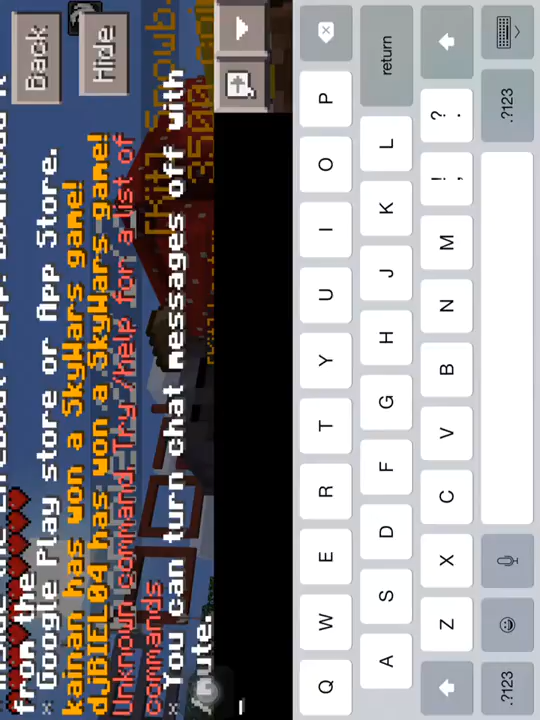 Back
Hide
from the
× Google Play store or App Store.
kainan has won a SkyWars game!
djDIEL04 has won a SkyWars game!
Unknown command. Try /help for a list of
commands
× You can turn chat messages off with
/mute.
3500
Q W E R T Y U I O P
A S D F G H J K L return
Z X C V B N M ! , ? .
.?123 .?123